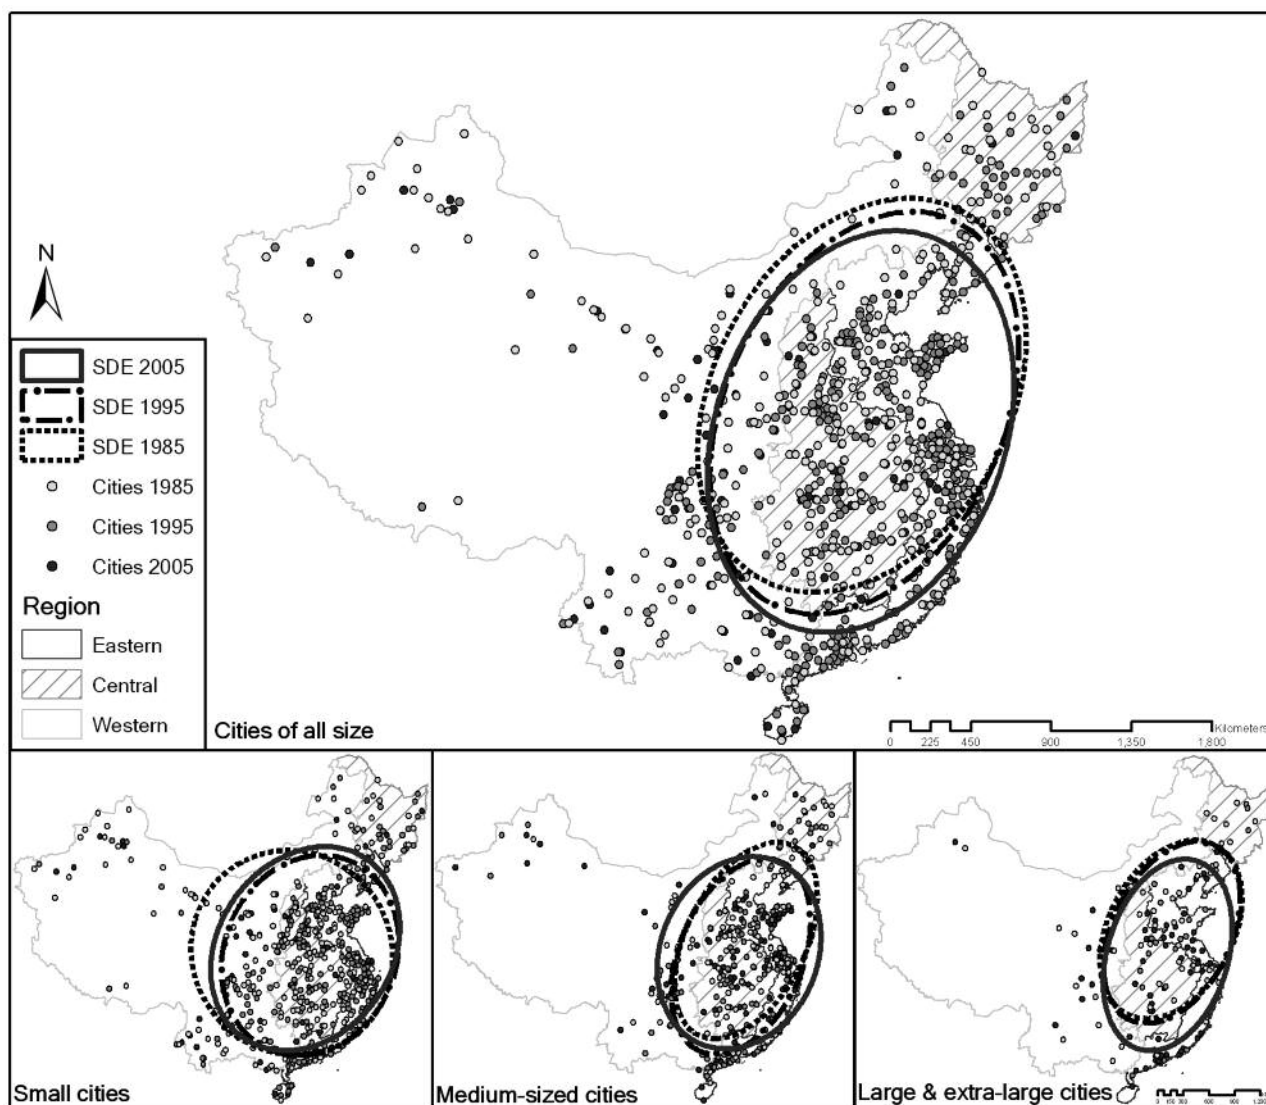 N
SDE 2005
SDE 1995
SDE 1985
Cities 1985
Cities 1995
Cities 2005
Region
Eastern
Central
Western
Cities of all size
Kilometers
0 225 450 900 1,350 1,800
Small cities
Medium-sized cities
Large & extra-large cities